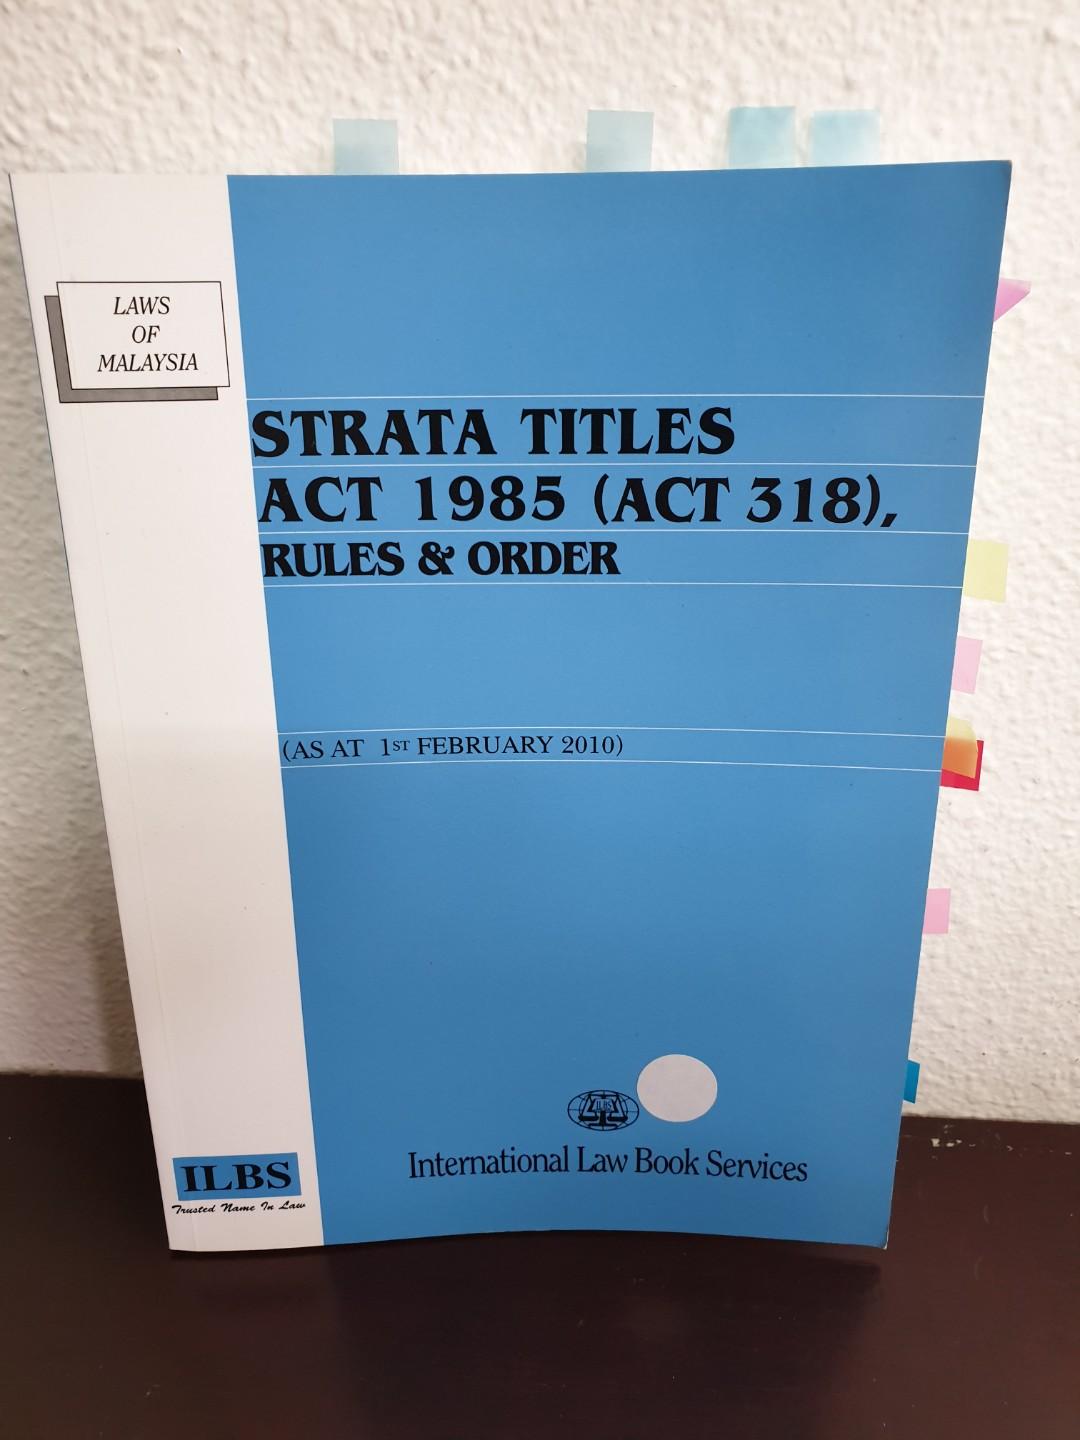 LAWS
OF
MALAYSIA
STRATA TITLES
ACT 1985 (ACT 318),
RULES & ORDER
(AS AT 1ST FEBRUARY 2010)
ILBS
International Law Book Services
ILBS
Trusted Name In Law